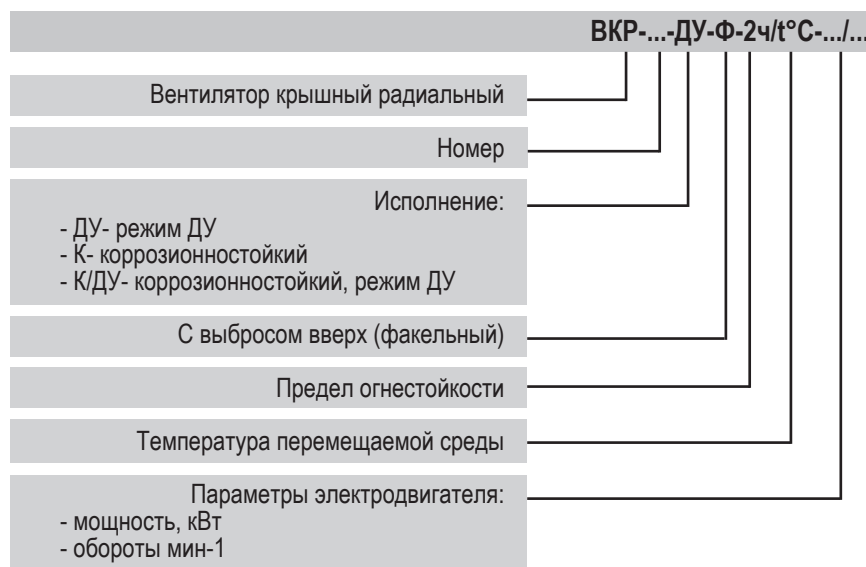 ВКР-...-ДУ-Ф-2ч/t°С-.../...
Вентилятор крышный радиальный
Номер
Исполнение:
- ДУ- режим ДУ
- К- коррозионностойкий
- К/ДУ- коррозионностойкий, режим ДУ
С выбросом вверх (факельный)
Предел огнестойкости
Температура перемещаемой среды
Параметры электродвигателя:
- мощность, кВт
- обороты мин-1